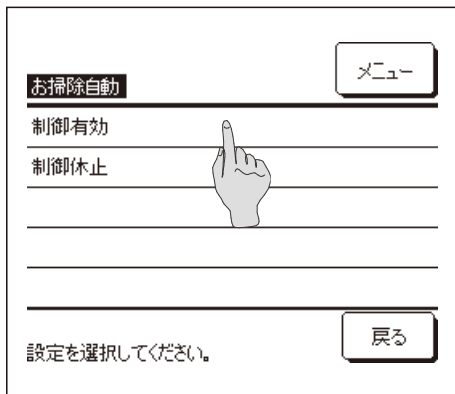 メニュー
お掃除自動
制御有効
制御休止
設定を選択してください。
戻る